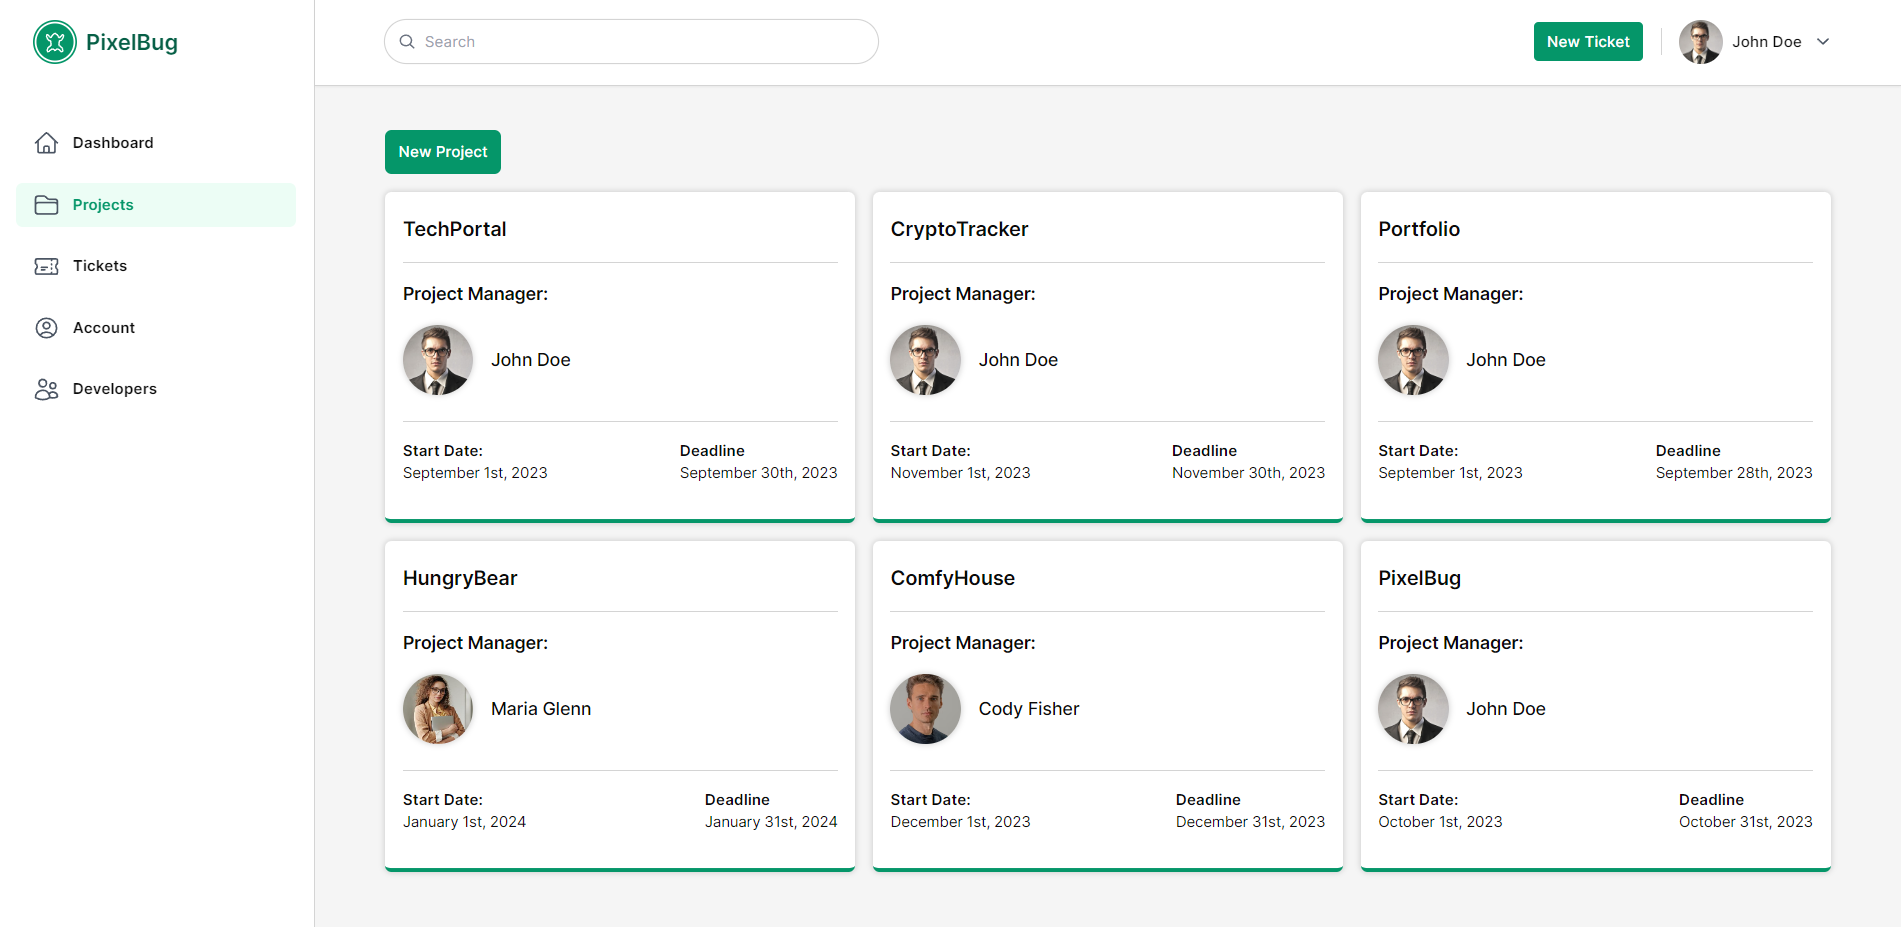 PixelBug
Search
New Ticket
John Doe
Dashboard
Projects
Tickets
Account
Developers
New Project
TechPortal
Project Manager:
John Doe
Start Date:
September 1st, 2023
Deadline
September 30th, 2023
CryptoTracker
Project Manager:
John Doe
Start Date:
November 1st, 2023
Deadline
November 30th, 2023
Portfolio
Project Manager:
John Doe
Start Date:
September 1st, 2023
Deadline
September 28th, 2023
HungryBear
Project Manager:
Maria Glenn
Start Date:
January 1st, 2024
Deadline
January 31st, 2024
ComfyHouse
Project Manager:
Cody Fisher
Start Date:
December 1st, 2023
Deadline
December 31st, 2023
PixelBug
Project Manager:
John Doe
Start Date:
October 1st, 2023
Deadline
October 31st, 2023